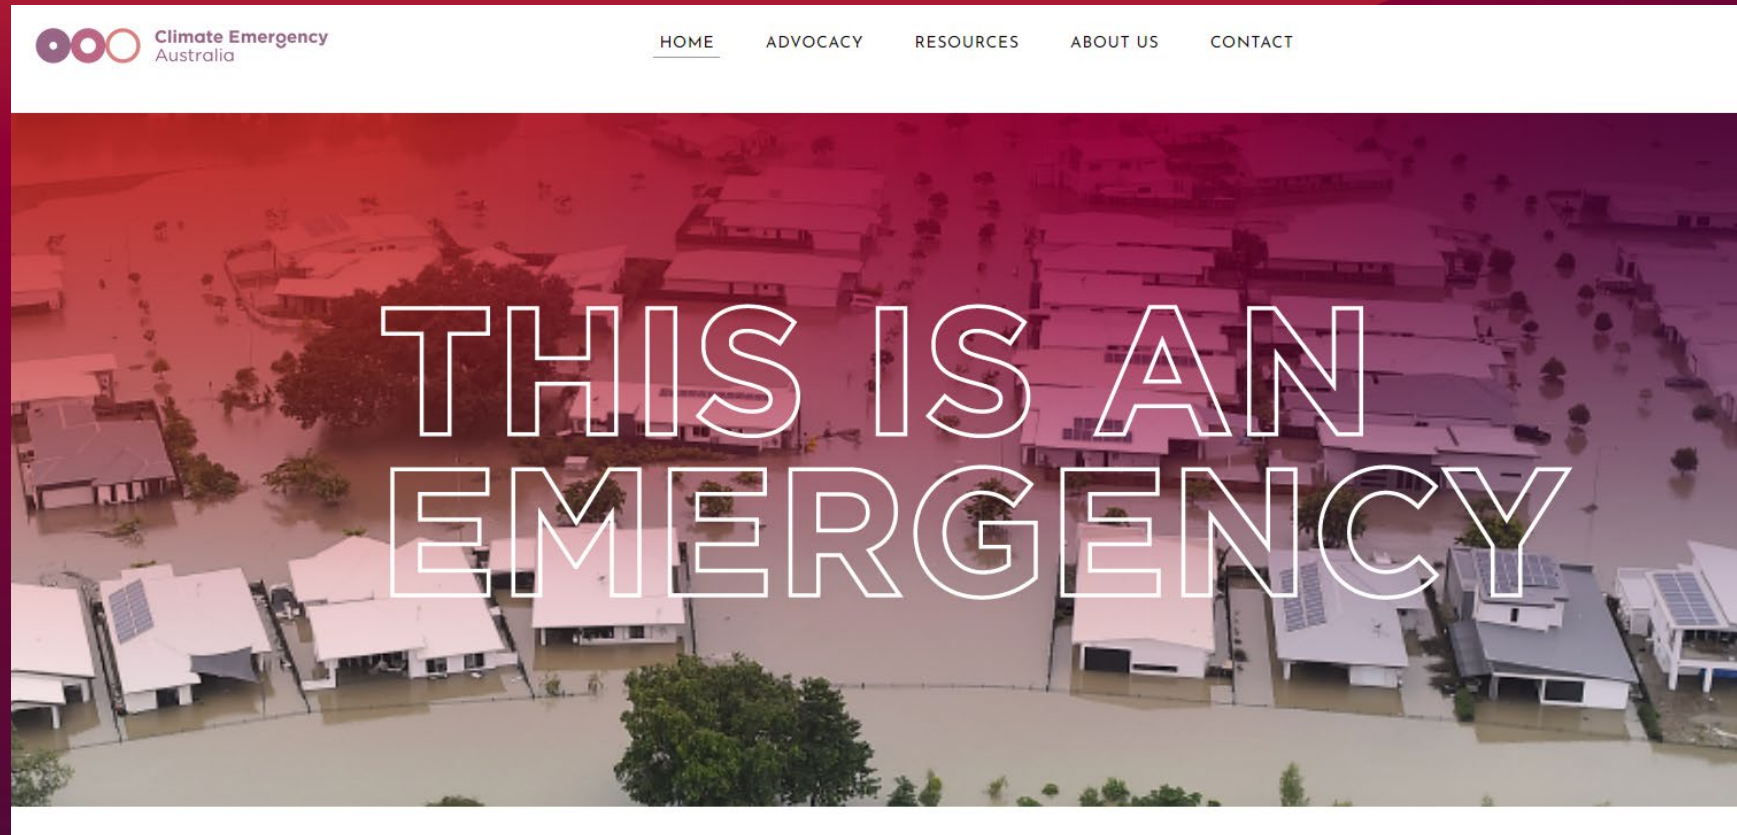 Climate Emergency
Australia
HOME ADVOCACY RESOURCES ABOUT US CONTACT
THIS IS AN
EMERGENCY